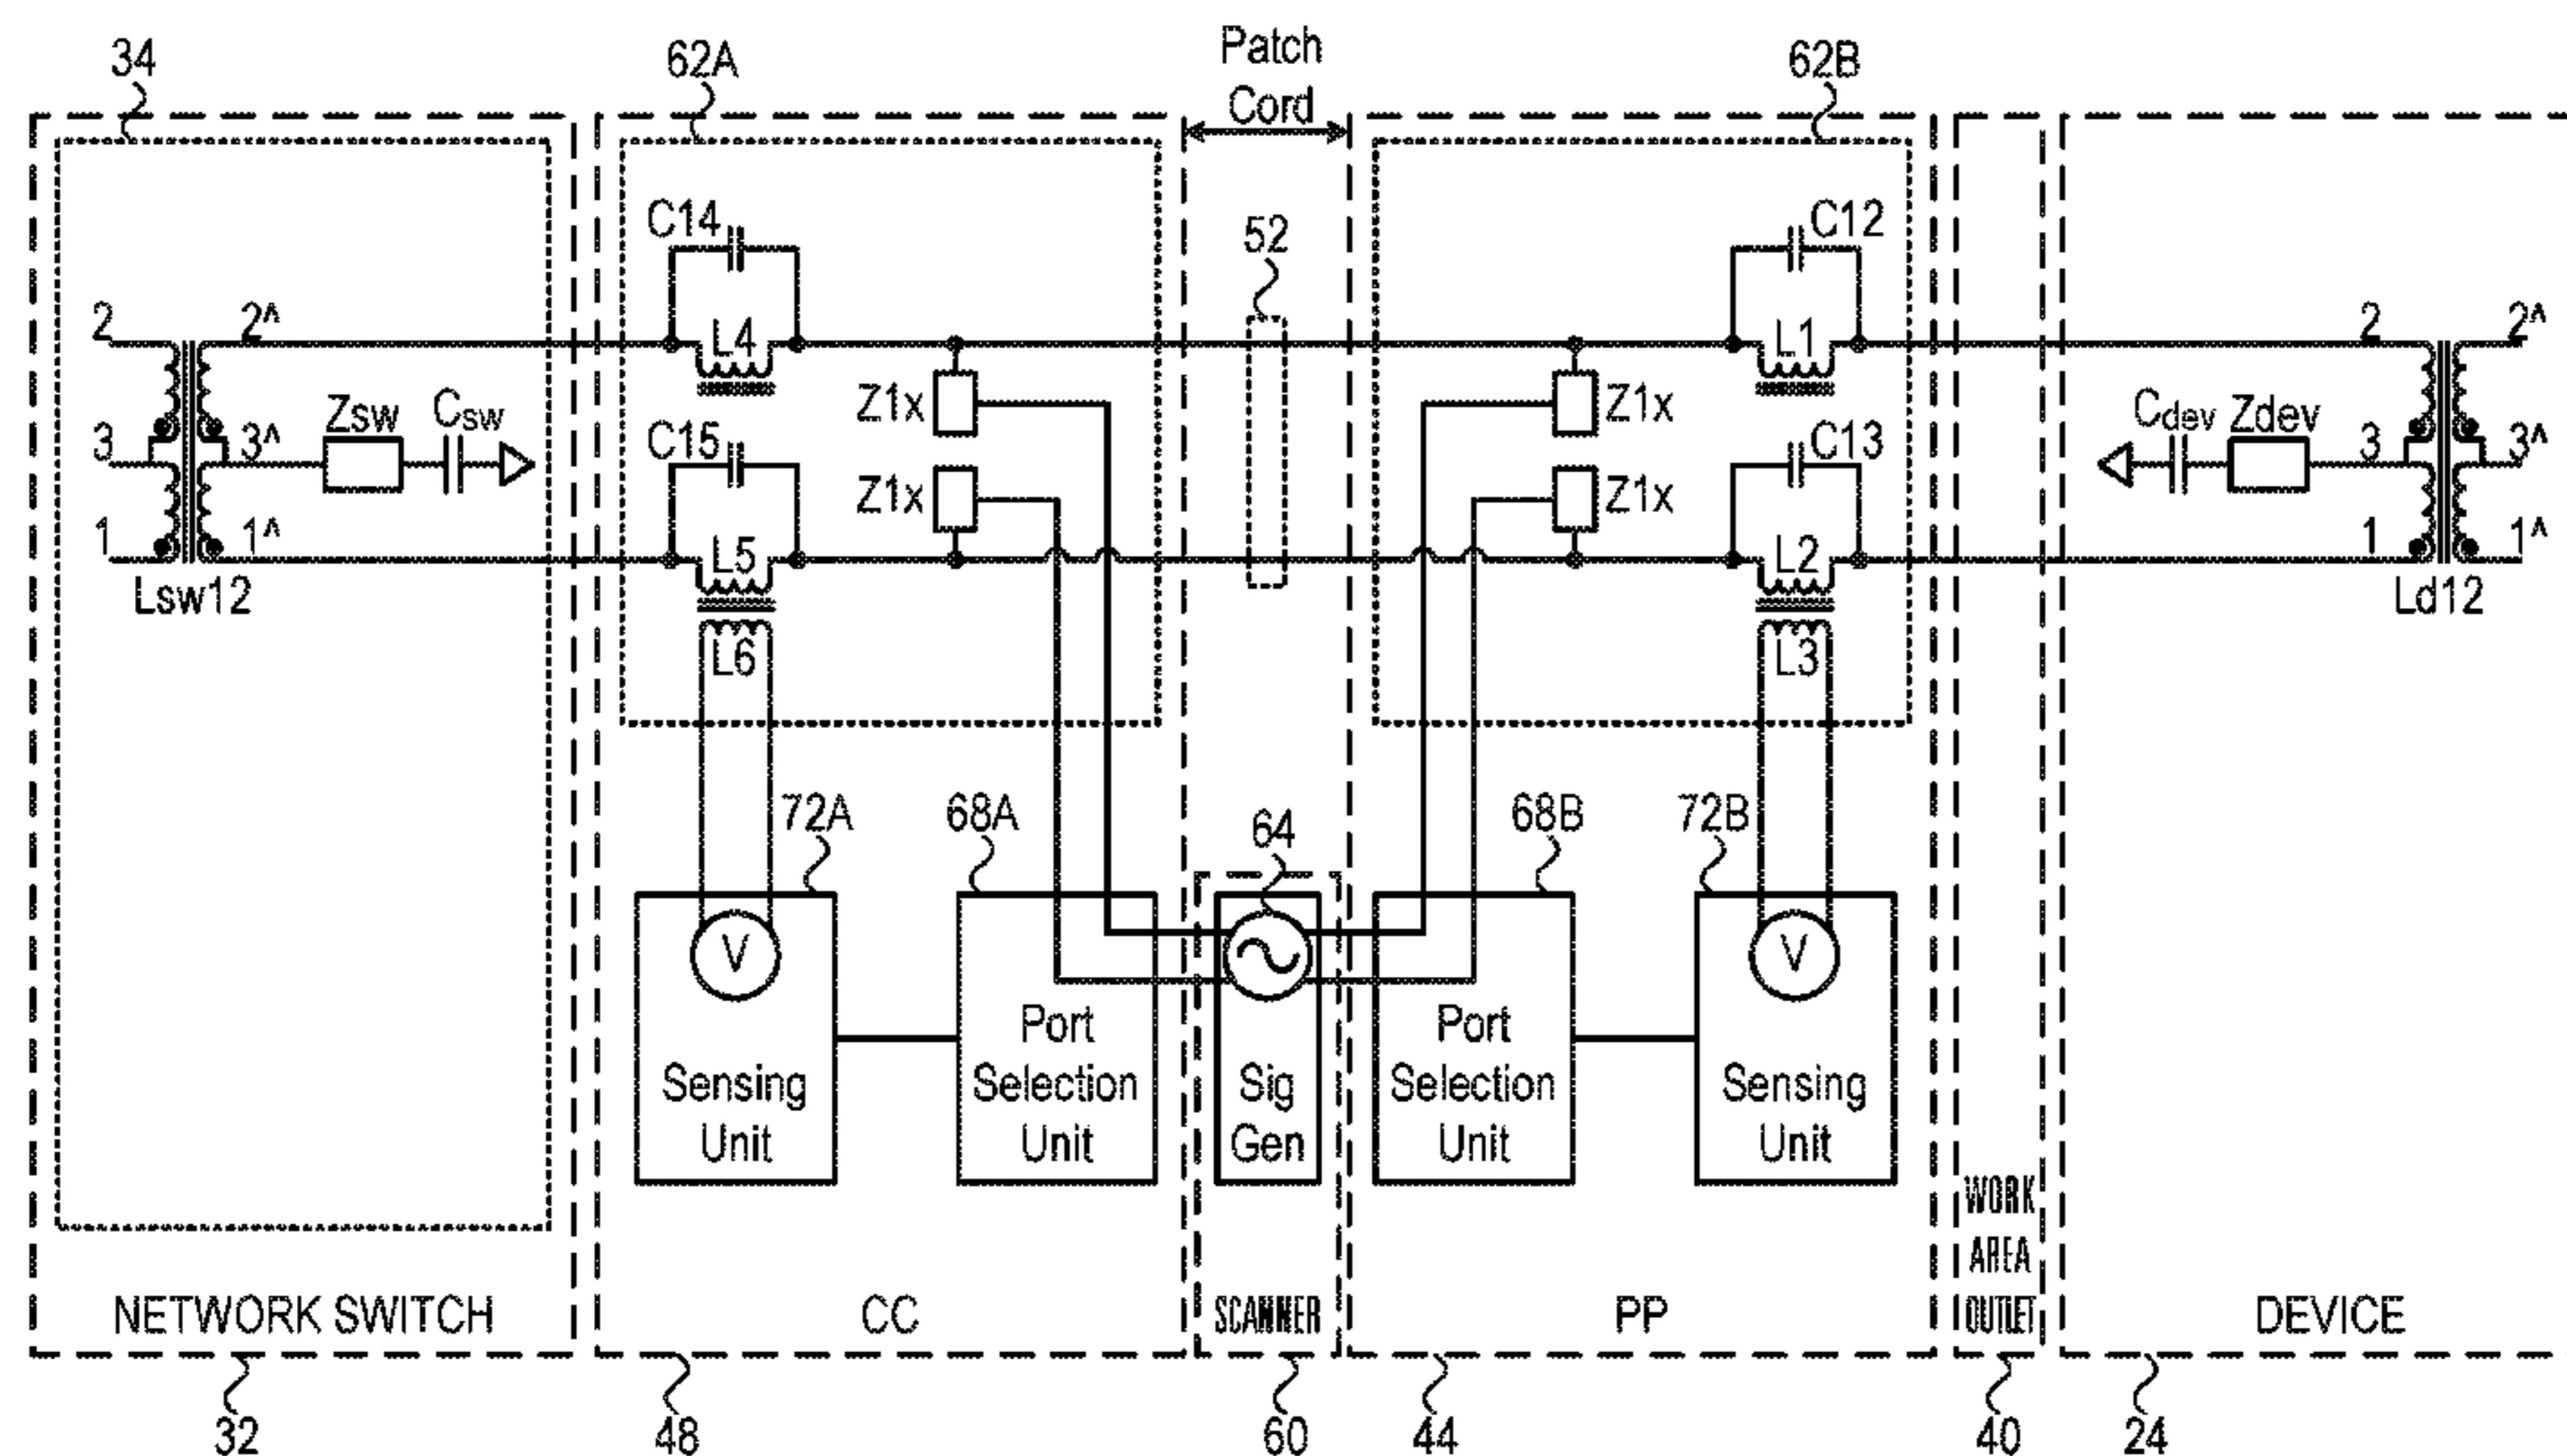 Patch
Cord
34
62A
62B
C14
52
C12
2
2^
L4
L1
2
2^
Z1x
Z1x
Zsw
Csw
C15
C13
Cdev
Zdev
3
3^
3
3^
Z1x
Z1x
1
1^
L5
L2
1
1^
Lsw12
Ld12
L6
L3
72A
68A
64
68B
72B
V
V
Sensing
Unit
Port
Selection
Unit
Sig
Gen
Port
Selection
Unit
Sensing
Unit
NETWORK SWITCH
CC
SCANNER
PP
WORK
AREA
OUTLET
DEVICE
32
48
60
44
40
24